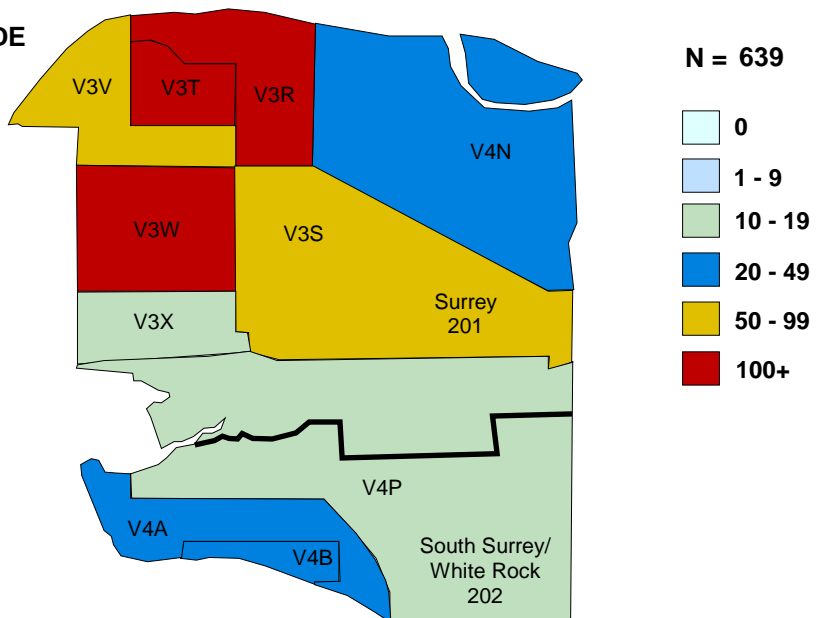 DE
N = 639
0
1 - 9
10 - 19
20 - 49
50 - 99
100+
V3V
V3T
V3R
V4N
V3W
V3S
V3X
Surrey
201
V4P
V4A
V4B
South Surrey/
White Rock
202